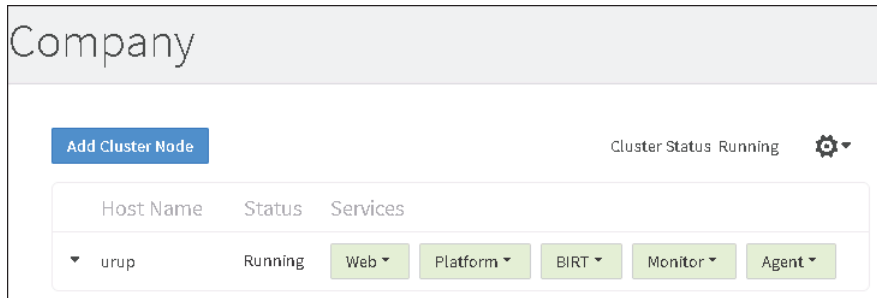 Company
Add Cluster Node Cluster Status Running
Host Name Status Services
urup Running Web Platform BIRT Monitor Agent